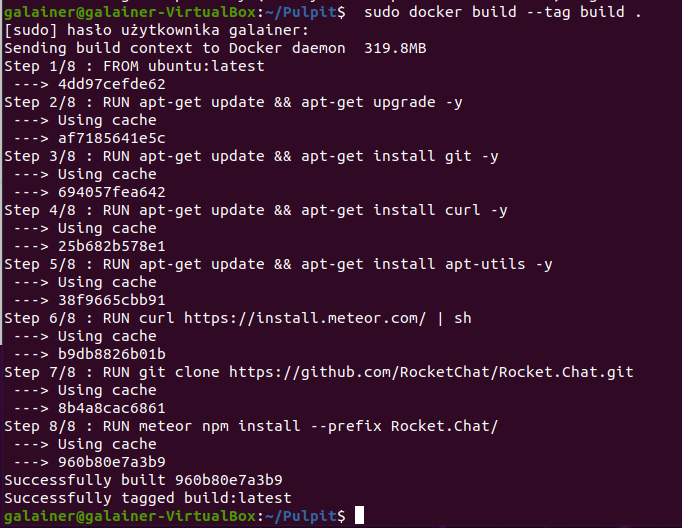 galainer@galainer-VirtualBox:~/Pulpit$  sudo docker build --tag build .
[sudo] hasło użytkownika galainer:
Sending build context to Docker daemon  319.8MB
Step 1/8 : FROM ubuntu:latest
 ---> 4dd97cefde62
Step 2/8 : RUN apt-get update && apt-get upgrade -y
 ---> Using cache
 ---> af7185641e5c
Step 3/8 : RUN apt-get update && apt-get install git -y
 ---> Using cache
 ---> 694057fea642
Step 4/8 : RUN apt-get update && apt-get install curl -y
 ---> Using cache
 ---> 25b682b578e1
Step 5/8 : RUN apt-get update && apt-get install apt-utils -y
 ---> Using cache
 ---> 38f9665cbb91
Step 6/8 : RUN curl https://install.meteor.com/ | sh
 ---> Using cache
 ---> b9db8826b01b
Step 7/8 : RUN git clone https://github.com/RocketChat/Rocket.Chat.git
 ---> Using cache
 ---> 8b4a8cac6861
Step 8/8 : RUN meteor npm install --prefix Rocket.Chat/
 ---> Using cache
 ---> 960b80e7a3b9
Successfully built 960b80e7a3b9
Successfully tagged build:latest
galainer@galainer-VirtualBox:~/Pulpit$